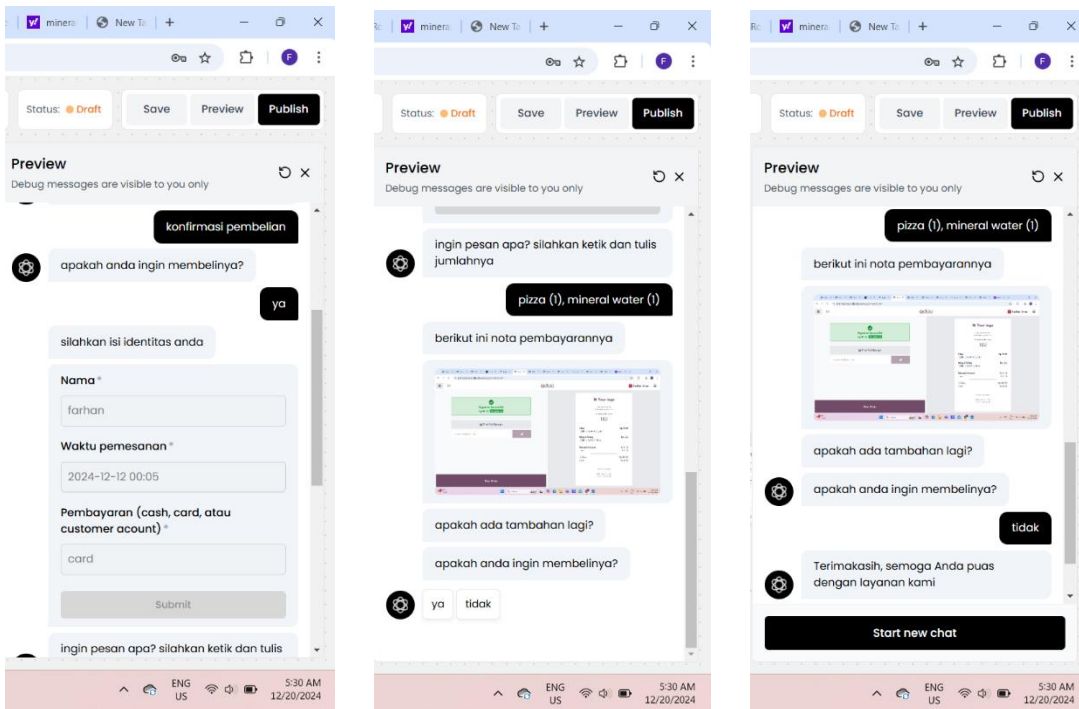 minera
New Ta
+
F
Status: Draft
Save
Preview
Publish
Preview
Debug messages are visible to you only
konfirmasi pembelian
apakah anda ingin membelinya?
ya
silahkan isi identitas anda
Nama*
farhan
Waktu pemesanan*
2024-12-12 00:05
Pembayaran (cash, card, atau
customer acount)*
card
Submit
ingin pesan apa? silahkan ketik dan tulis
ENG
US
5:30 AM
12/20/2024
minera
New Ta
+
F
Status: Draft
Save
Preview
Publish
Preview
Debug messages are visible to you only
ingin pesan apa? silahkan ketik dan tulis
jumlahnya
pizza (1), mineral water (1)
berikut ini nota pembayarannya
apakah ada tambahan lagi?
apakah anda ingin membelinya?
ya
tidak
ENG
US
5:30 AM
12/20/2024
minera
New Ta
+
F
Status: Draft
Save
Preview
Publish
Preview
Debug messages are visible to you only
pizza (1), mineral water (1)
berikut ini nota pembayarannya
apakah ada tambahan lagi?
apakah anda ingin membelinya?
tidak
Terimakasih, semoga Anda puas
dengan layanan kami
Start new chat
ENG
US
5:30 AM
12/20/2024